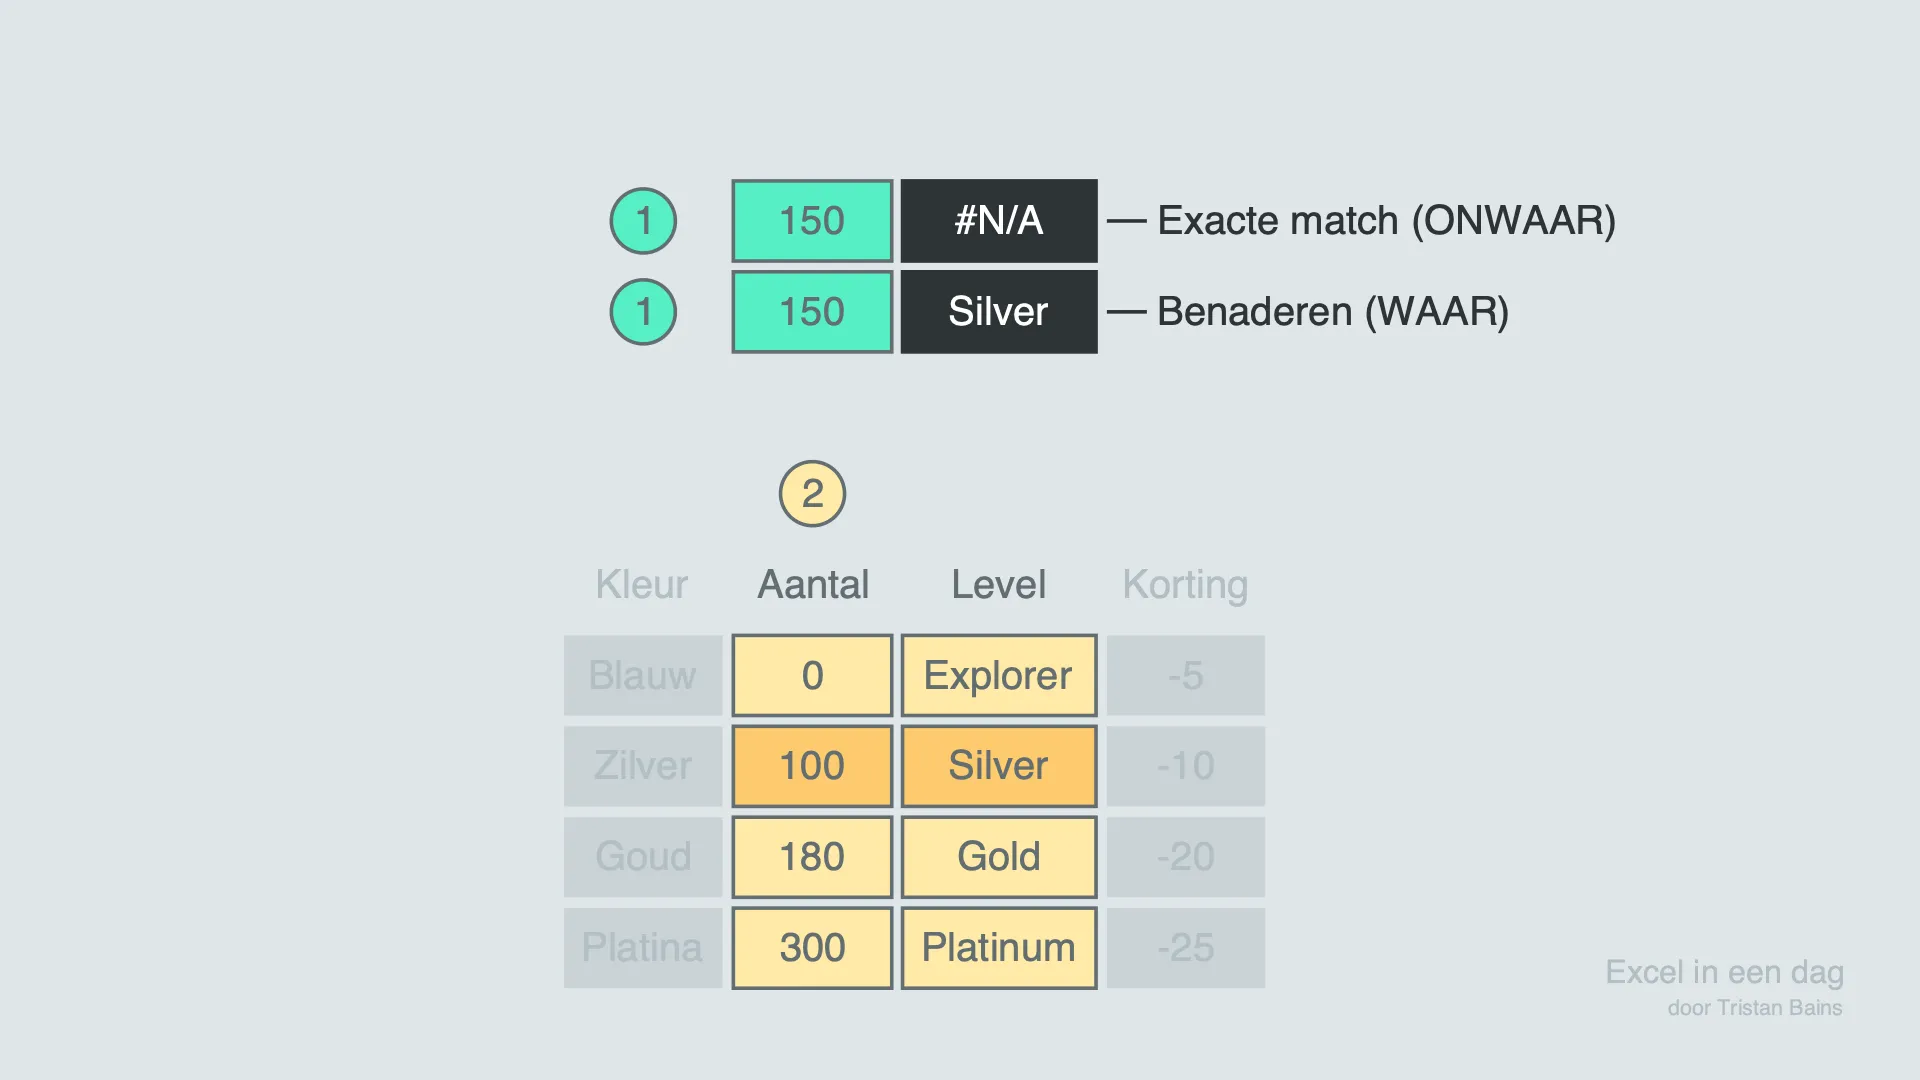 1 150 #N/A — Exacte match (ONWAAR)
1 150 Silver — Benaderen (WAAR)
2
Kleur Aantal Level Korting
Blauw 0 Explorer -5
Zilver 100 Silver -10
Goud 180 Gold -20
Platina 300 Platinum -25
Excel in een dag
door Tristan Bains